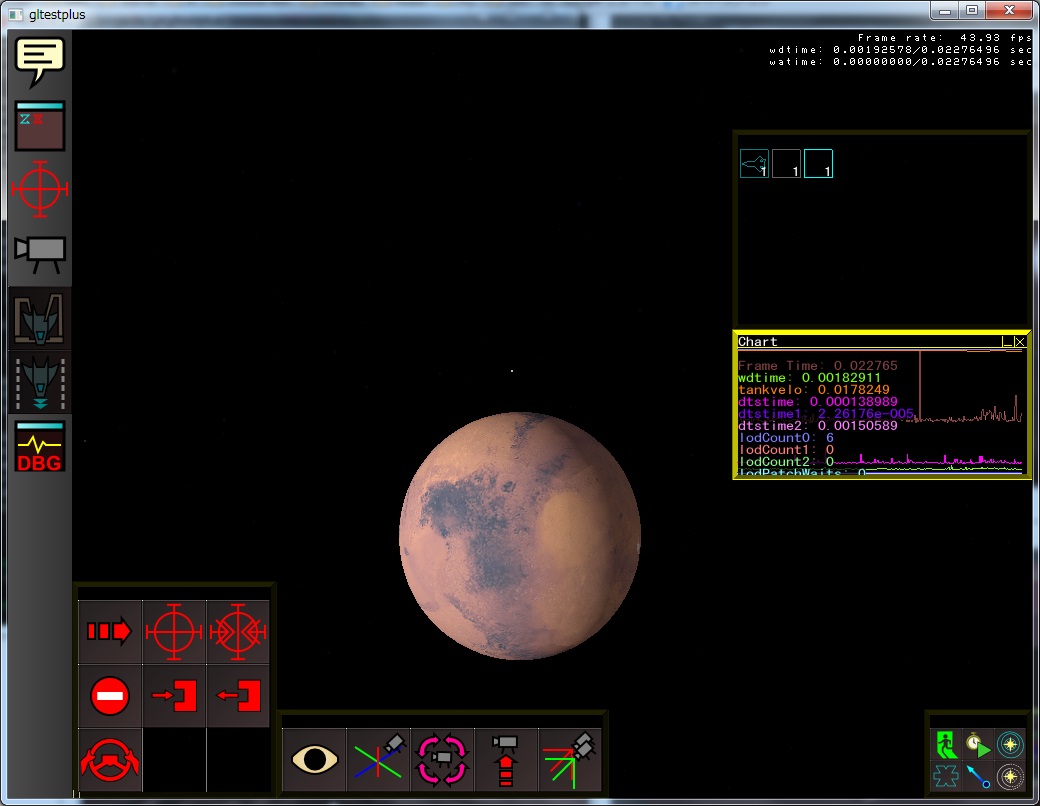 gltestplus
Frame rate: 43.93 fps
wdtime: 0.00192578/0.02276496 sec
watime: 0.00000000/0.02276496 sec
Z X
1 1 1
Chart
Frame Time: 0.022765
wdtime: 0.00182911
tankvelo: 0.0178249
dtstime: 0.000138989
dtstime1: 2.26176e-005
dtstime2: 0.00150589
lodCount0: 6
lodCount1: 0
lodCount2: 0
lodPatchWaits: 0
DBG